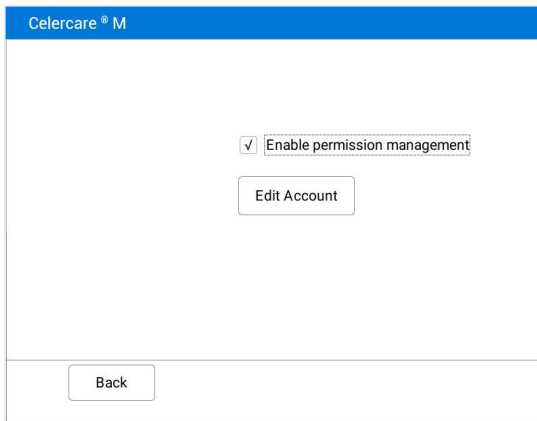 Celercare ® M
Enable permission management
Edit Account
Back